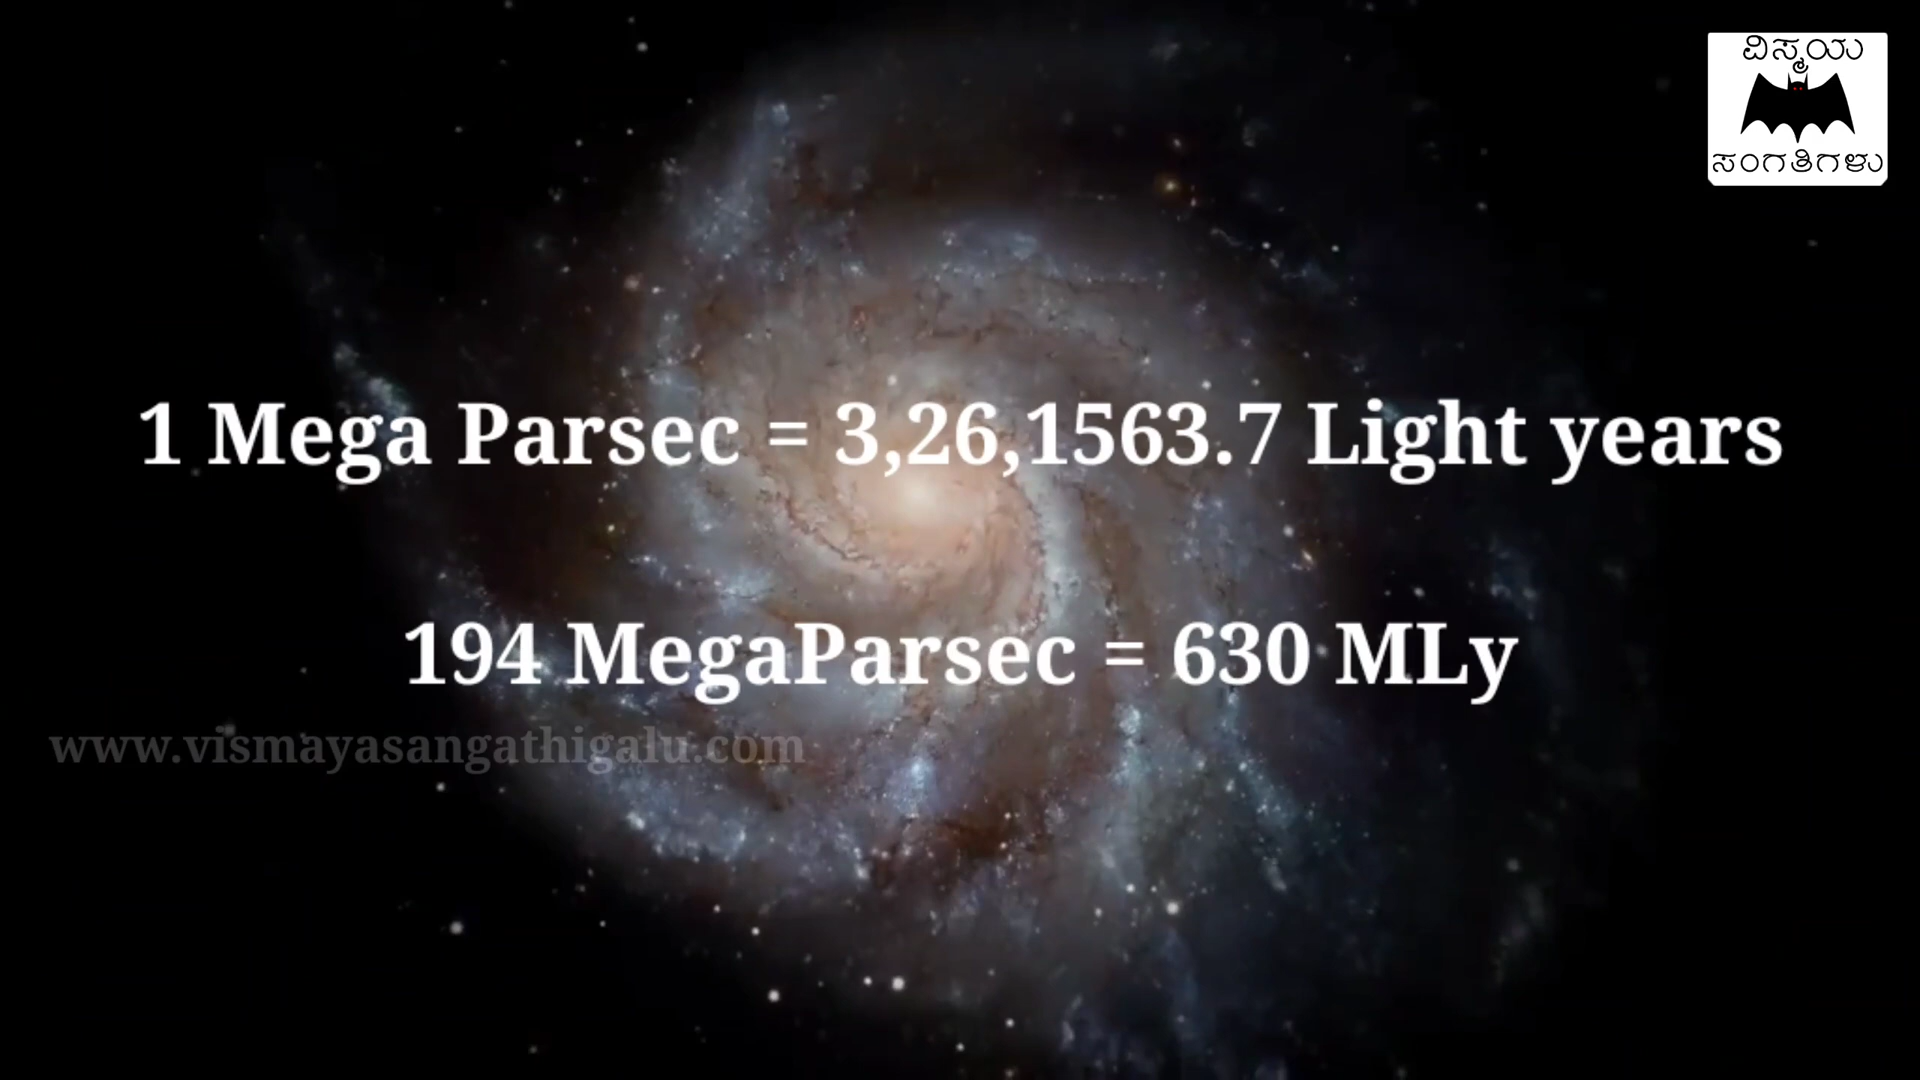 ವಿಸ್ಮಯ
ಸಂಗತಿಗಳು
1 Mega Parsec = 3,26,1563.7 Light years
194 MegaParsec = 630 MLy
www.vismayasangathigalu.com